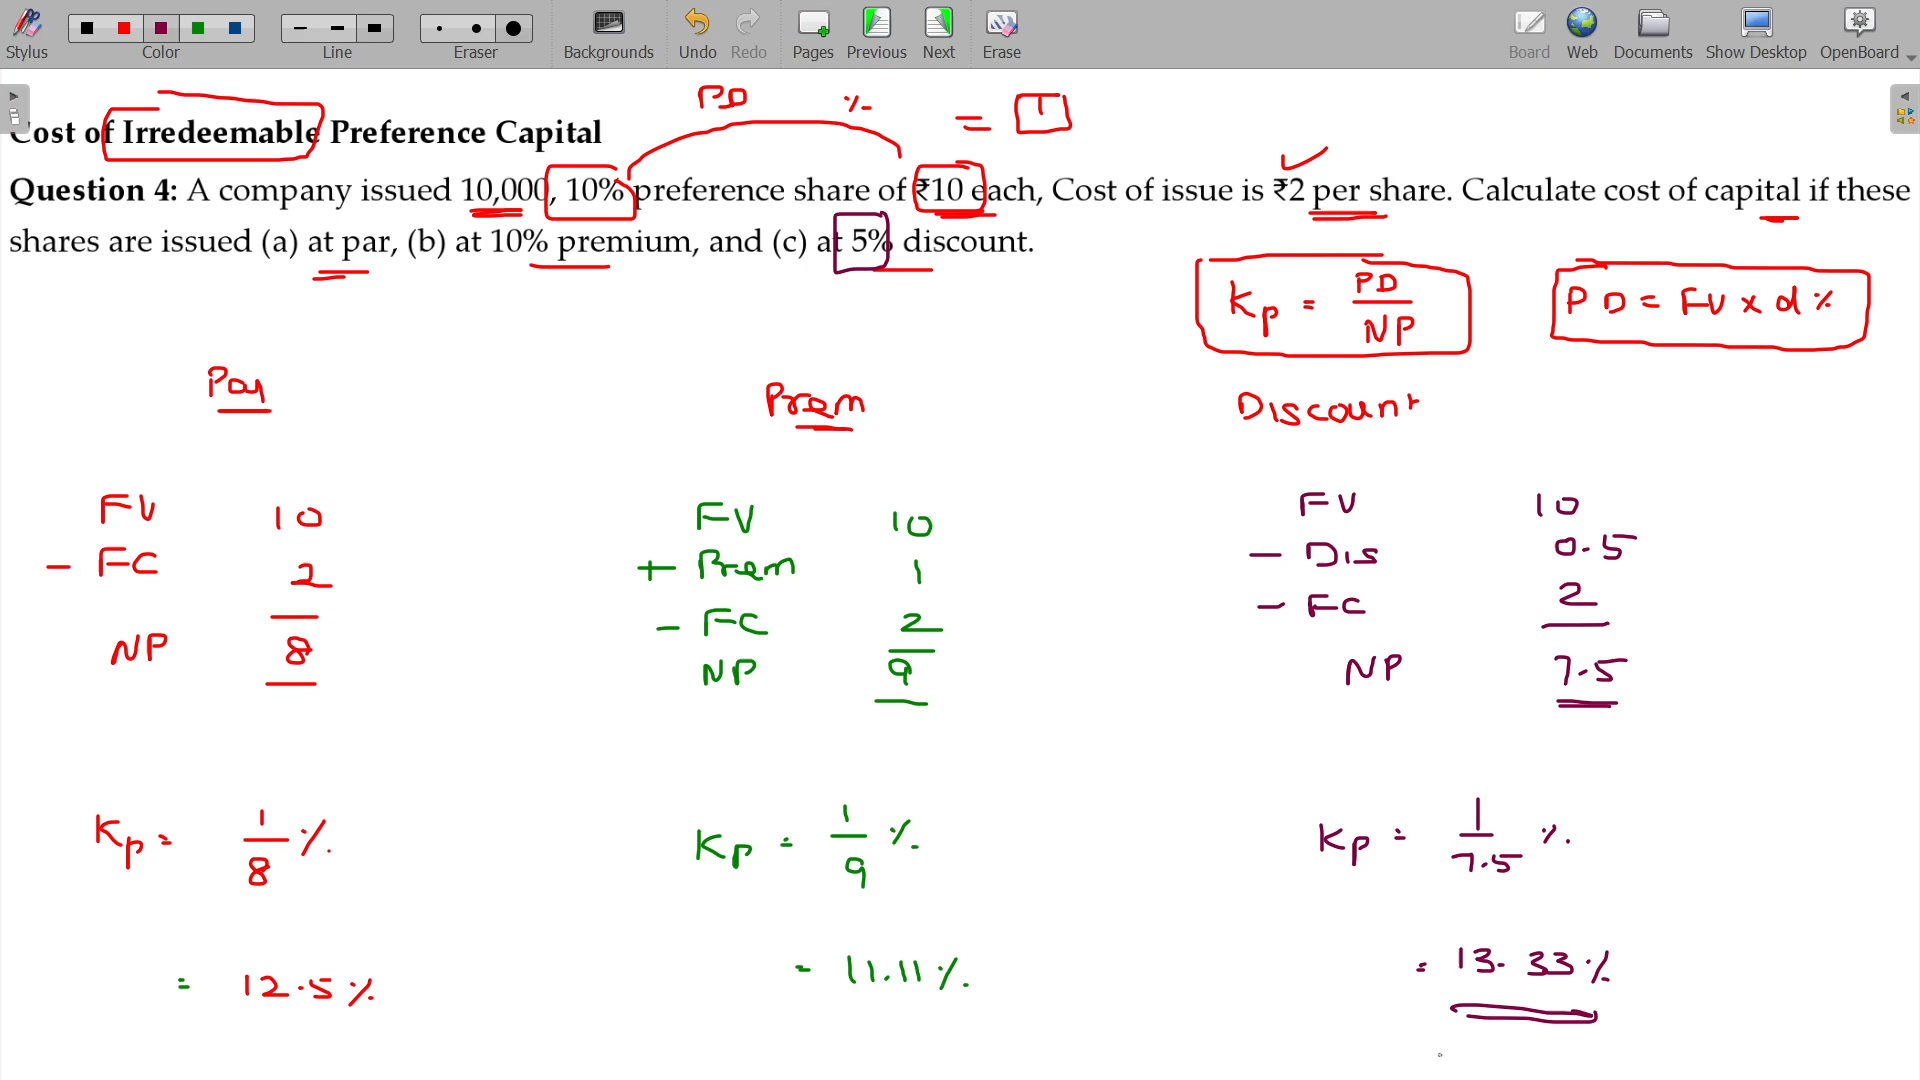 Stylus Color Line Eraser Backgrounds Undo Redo Pages Previous Next Erase Board Web Documents Show Desktop OpenBoard
PD % = 1
Cost of Irredeemable Preference Capital
Question 4: A company issued 10,000, 10% preference share of ₹10 each, Cost of issue is ₹2 per share. Calculate cost of capital if these
shares are issued (a) at par, (b) at 10% premium, and (c) at 5% discount.
Kp = PD / NP
PD = FV x d%
Par
FV 10
- FC 2
NP 8
Kp = 1/8 %
= 12.5%
Prem
FV 10
+ Prem 1
- FC 2
NP 9
Kp = 1/9 %
= 11.11%
Discount
FV 10
- Dis 0.5
- FC 2
NP 7.5
Kp = 1/7.5 %
= 13.33%